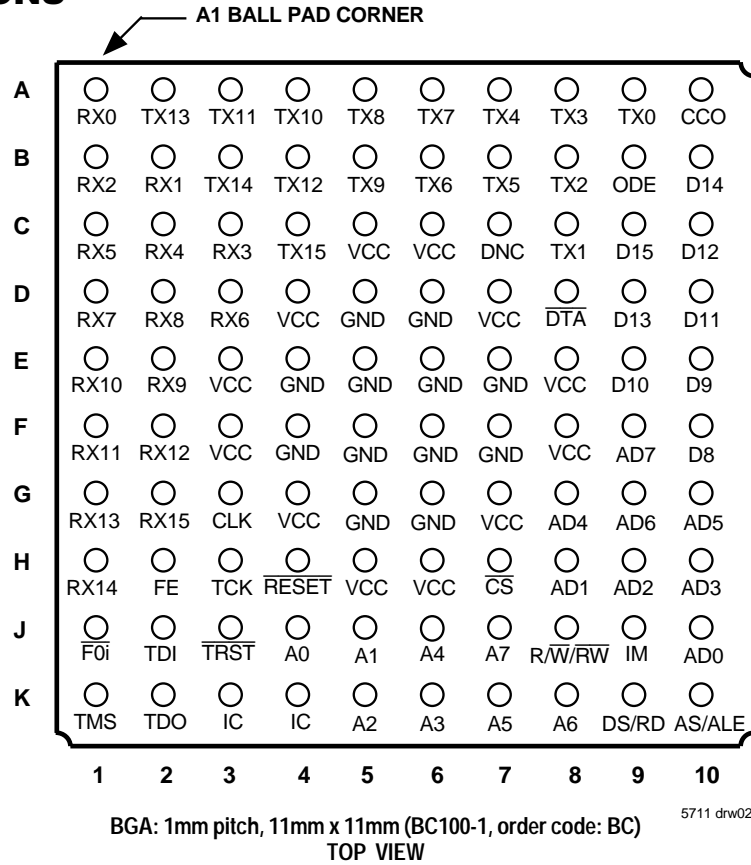 A1 BALL PAD CORNER
A
RX0 TX13 TX11 TX10 TX8 TX7 TX4 TX3 TX0 CCO
B
RX2 RX1 TX14 TX12 TX9 TX6 TX5 TX2 ODE D14
C
RX5 RX4 RX3 TX15 VCC VCC DNC TX1 D15 D12
D
RX7 RX8 RX6 VCC GND GND VCC DTA D13 D11
E
RX10 RX9 VCC GND GND GND GND VCC D10 D9
F
RX11 RX12 VCC GND GND GND GND VCC AD7 D8
G
RX13 RX15 CLK VCC GND GND VCC AD4 AD6 AD5
H
RX14 FE TCK RESET VCC VCC CS AD1 AD2 AD3
J
F0i TDI TRST A0 A1 A4 A7 R/W/RW IM AD0
K
TMS TDO IC IC A2 A3 A5 A6 DS/RD AS/ALE
1 2 3 4 5 6 7 8 9 10
5711 drw02
BGA: 1mm pitch, 11mm x 11mm (BC100-1, order code: BC)
TOP VIEW